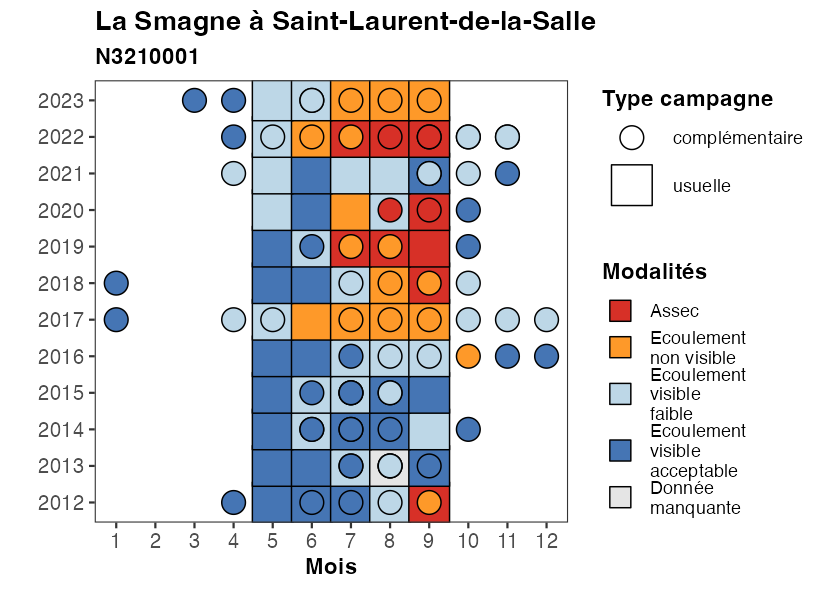 La Smagne à Saint-Laurent-de-la-Salle
N3210001
2023
2022
2021
2020
2019
2018
2017
2016
2015
2014
2013
2012
1 2 3 4 5 6 7 8 9 10 11 12
Mois
Type campagne
complémentaire
usuelle
Modalités
Assec
Ecoulement
non visible
Ecoulement
visible
faible
Ecoulement
visible
acceptable
Donnée
manquante